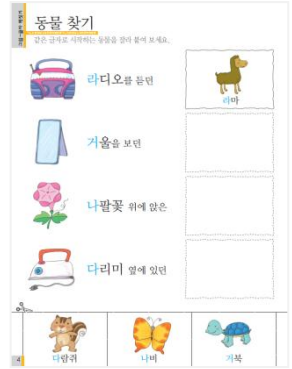 동물 찾기
같은 글자로 시작하는 동물을 잘라 붙여 보세요.
라디오를 듣던
라마
거울을 보던
나팔꽃 위에 앉은
다리미 옆에 있던
다람쥐
나비
거북
4